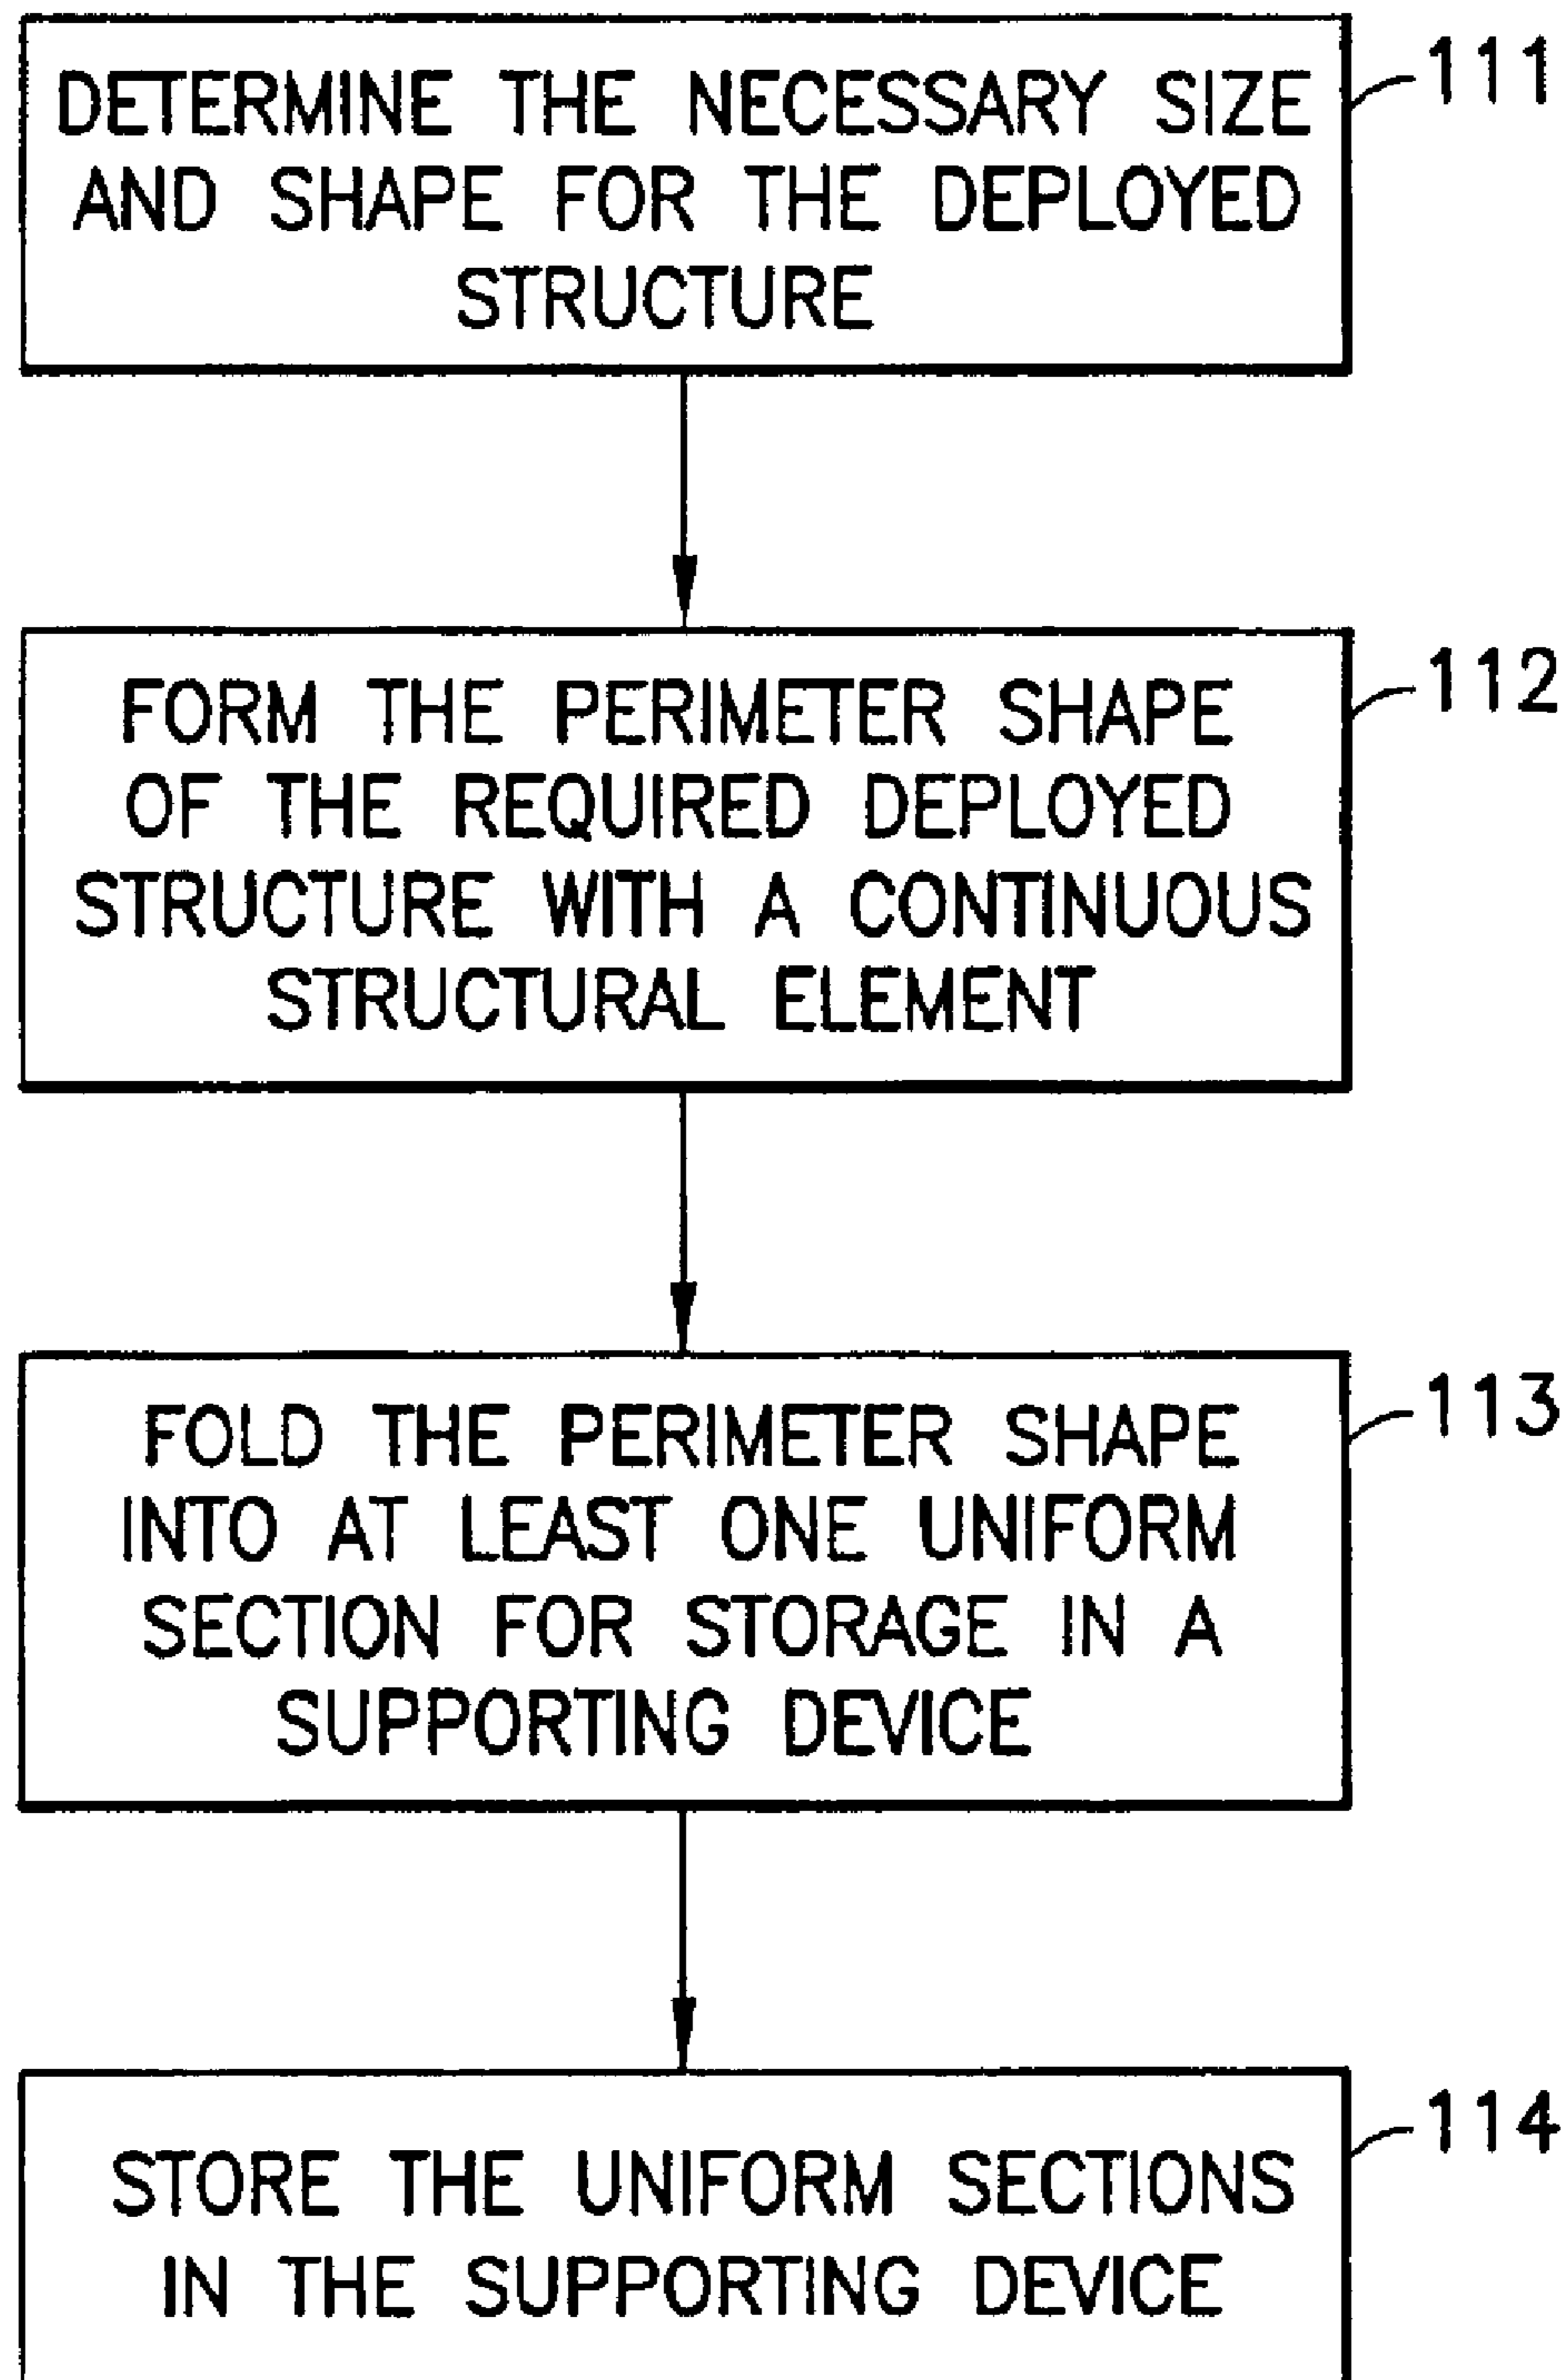 DETERMINE THE NECESSARY SIZE
AND SHAPE FOR THE DEPLOYED
STRUCTURE
111
FORM THE PERIMETER SHAPE
OF THE REQUIRED DEPLOYED
STRUCTURE WITH A CONTINUOUS
STRUCTURAL ELEMENT
112
FOLD THE PERIMETER SHAPE
INTO AT LEAST ONE UNIFORM
SECTION FOR STORAGE IN A
SUPPORTING DEVICE
113
STORE THE UNIFORM SECTIONS
IN THE SUPPORTING DEVICE
114